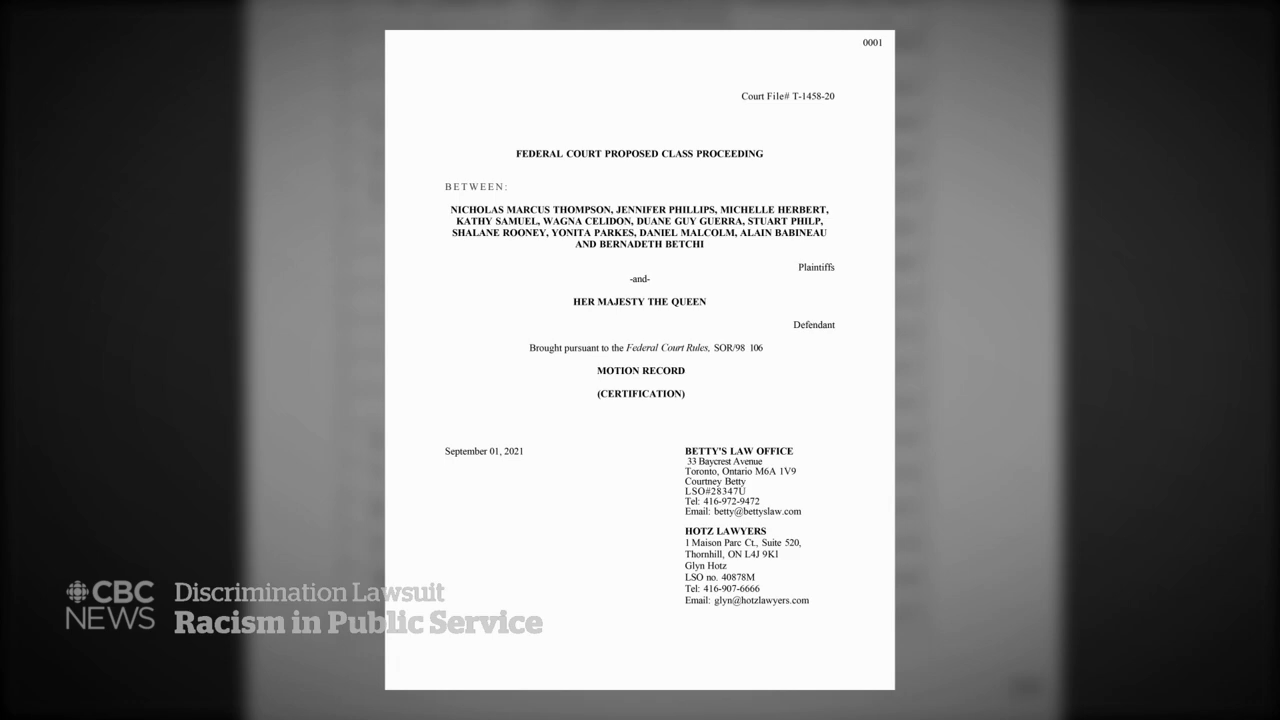 0001
Court File# T-1458-20
FEDERAL COURT PROPOSED CLASS PROCEEDING
BETWEEN:
NICHOLAS MARCUS THOMPSON, JENNIFER PHILLIPS, MICHELLE HERBERT,
KATHY SAMUEL, WAGNA CELIDON, DUANE GUY GUERRA, STUART PHILP,
SHALANE ROONEY, YONITA PARKES, DANIEL MALCOLM, ALAIN BABINEAU
AND BERNADETH BETCHI
Plaintiffs
-and-
HER MAJESTY THE QUEEN
Defendant
Brought pursuant to the Federal Court Rules, SOR/98 106
MOTION RECORD
(CERTIFICATION)
September 01, 2021
BETTY'S LAW OFFICE
33 Baycrest Avenue
Toronto, Ontario M6A 1V9
Courtney Betty
LSO#28347U
Tel: 416-972-9472
Email: betty@bettyslaw.com
HOTZ LAWYERS
1 Maison Parc Ct., Suite 520,
Thornhill, ON L4J 9K1
Glyn Hotz
LSO no. 40878M
Tel: 416-907-6666
Email: glyn@hotzlawyers.com
CBC NEWS
Discrimination Lawsuit
Racism in Public Service